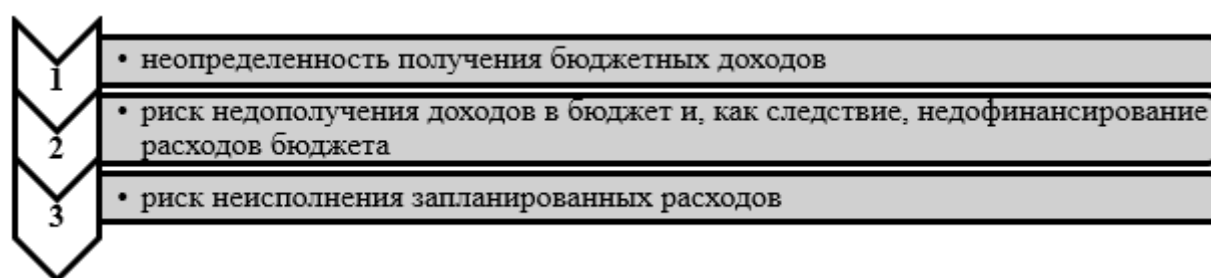 1
• неопределенность получения бюджетных доходов
2
• риск недополучения доходов в бюджет и, как следствие, недофинансирование
расходов бюджета
3
• риск неисполнения запланированных расходов